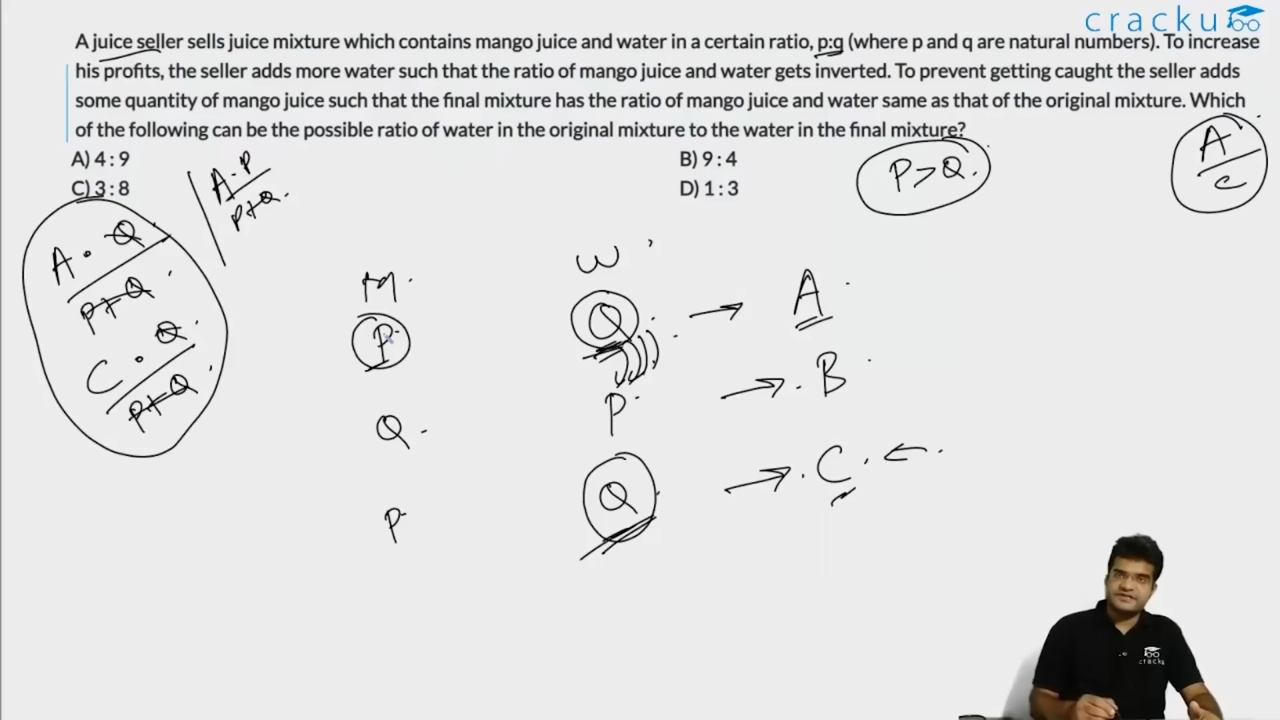 cracku
A juice seller sells juice mixture which contains mango juice and water in a certain ratio, p:q (where p and q are natural numbers). To increase
his profits, the seller adds more water such that the ratio of mango juice and water gets inverted. To prevent getting caught the seller adds
some quantity of mango juice such that the final mixture has the ratio of mango juice and water same as that of the original mixture. Which
of the following can be the possible ratio of water in the original mixture to the water in the final mixture?
A) 4 : 9 B) 9 : 4
C) 3 : 8 D) 1 : 3
P > Q.
A
C
A. P
P+Q.
A . Q
P+Q
C . Q
P+Q
M. W
P Q → A
Q P → B
P Q → C ←
cracku